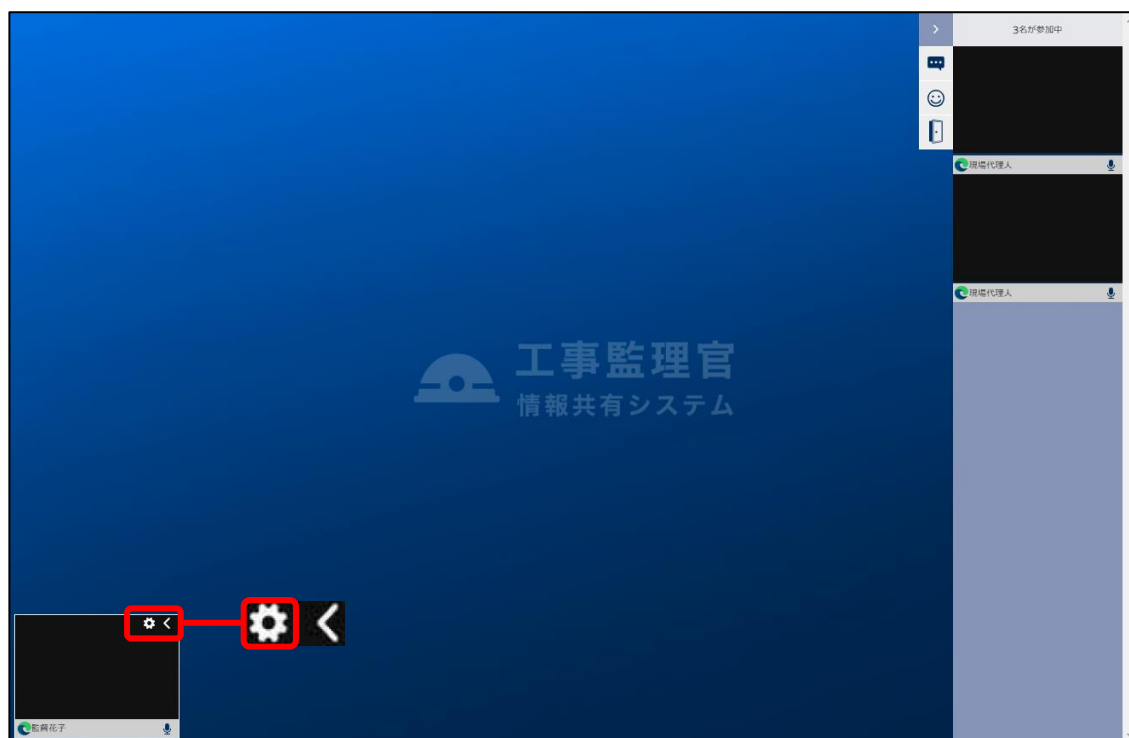 3名が参加中
現場代理人
現場代理人
工事監理官
情報共有システム
監督花子